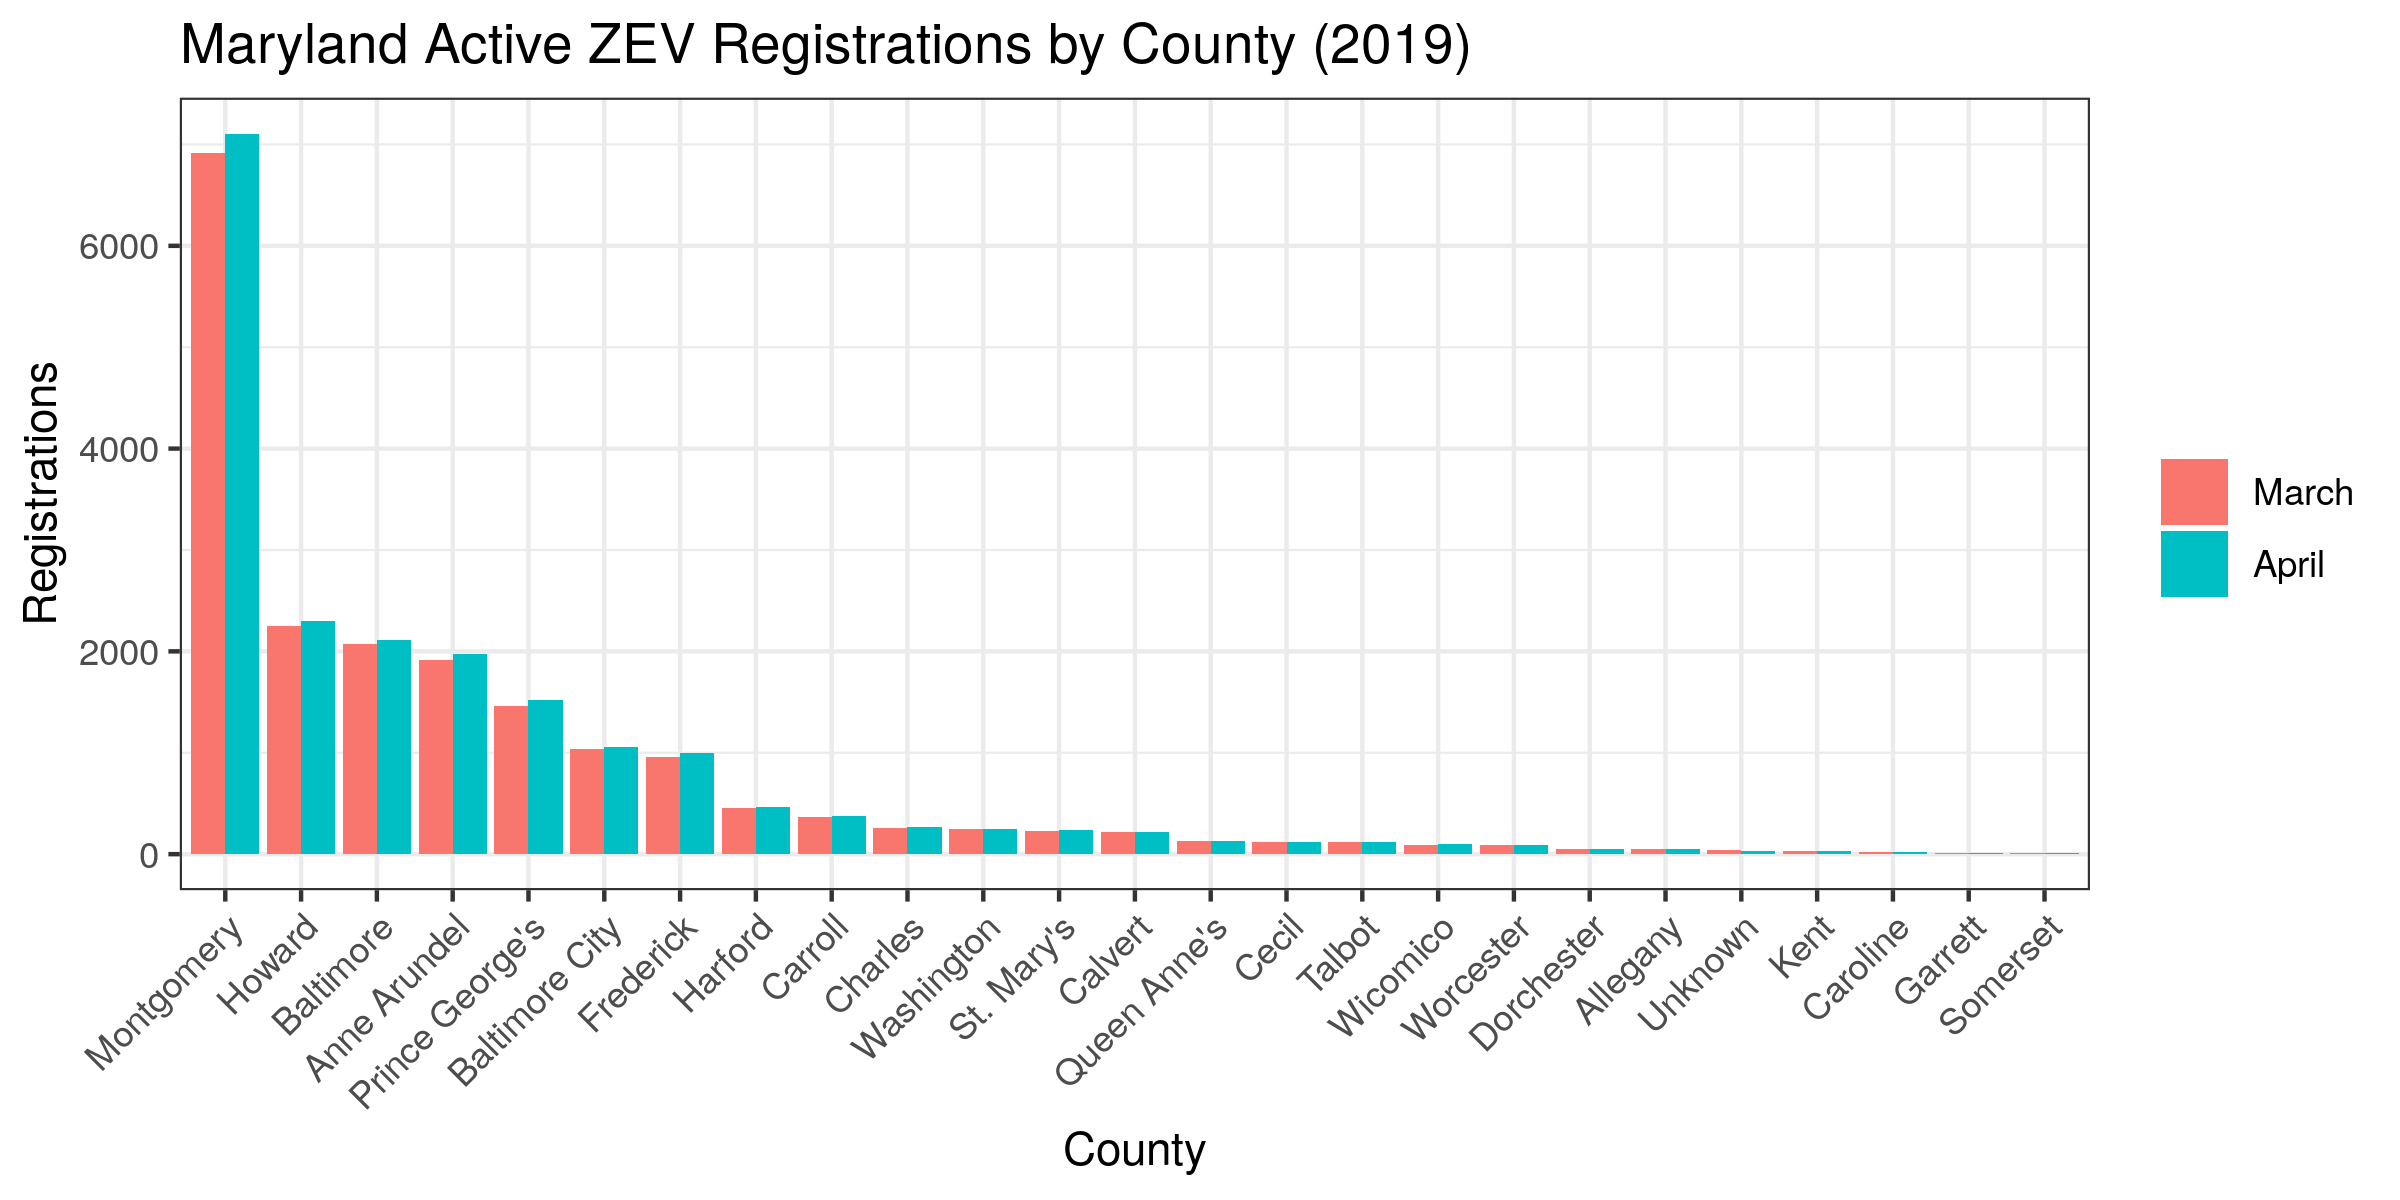 Maryland Active ZEV Registrations by County (2019)
Registrations
6000
4000
2000
0
Montgomery
Howard
Baltimore
Anne Arundel
Prince George's
Baltimore City
Frederick
Harford
Carroll
Charles
Washington
St. Mary's
Calvert
Queen Anne's
Cecil
Talbot
Wicomico
Worcester
Dorchester
Allegany
Unknown
Kent
Caroline
Garrett
Somerset
County
March
April